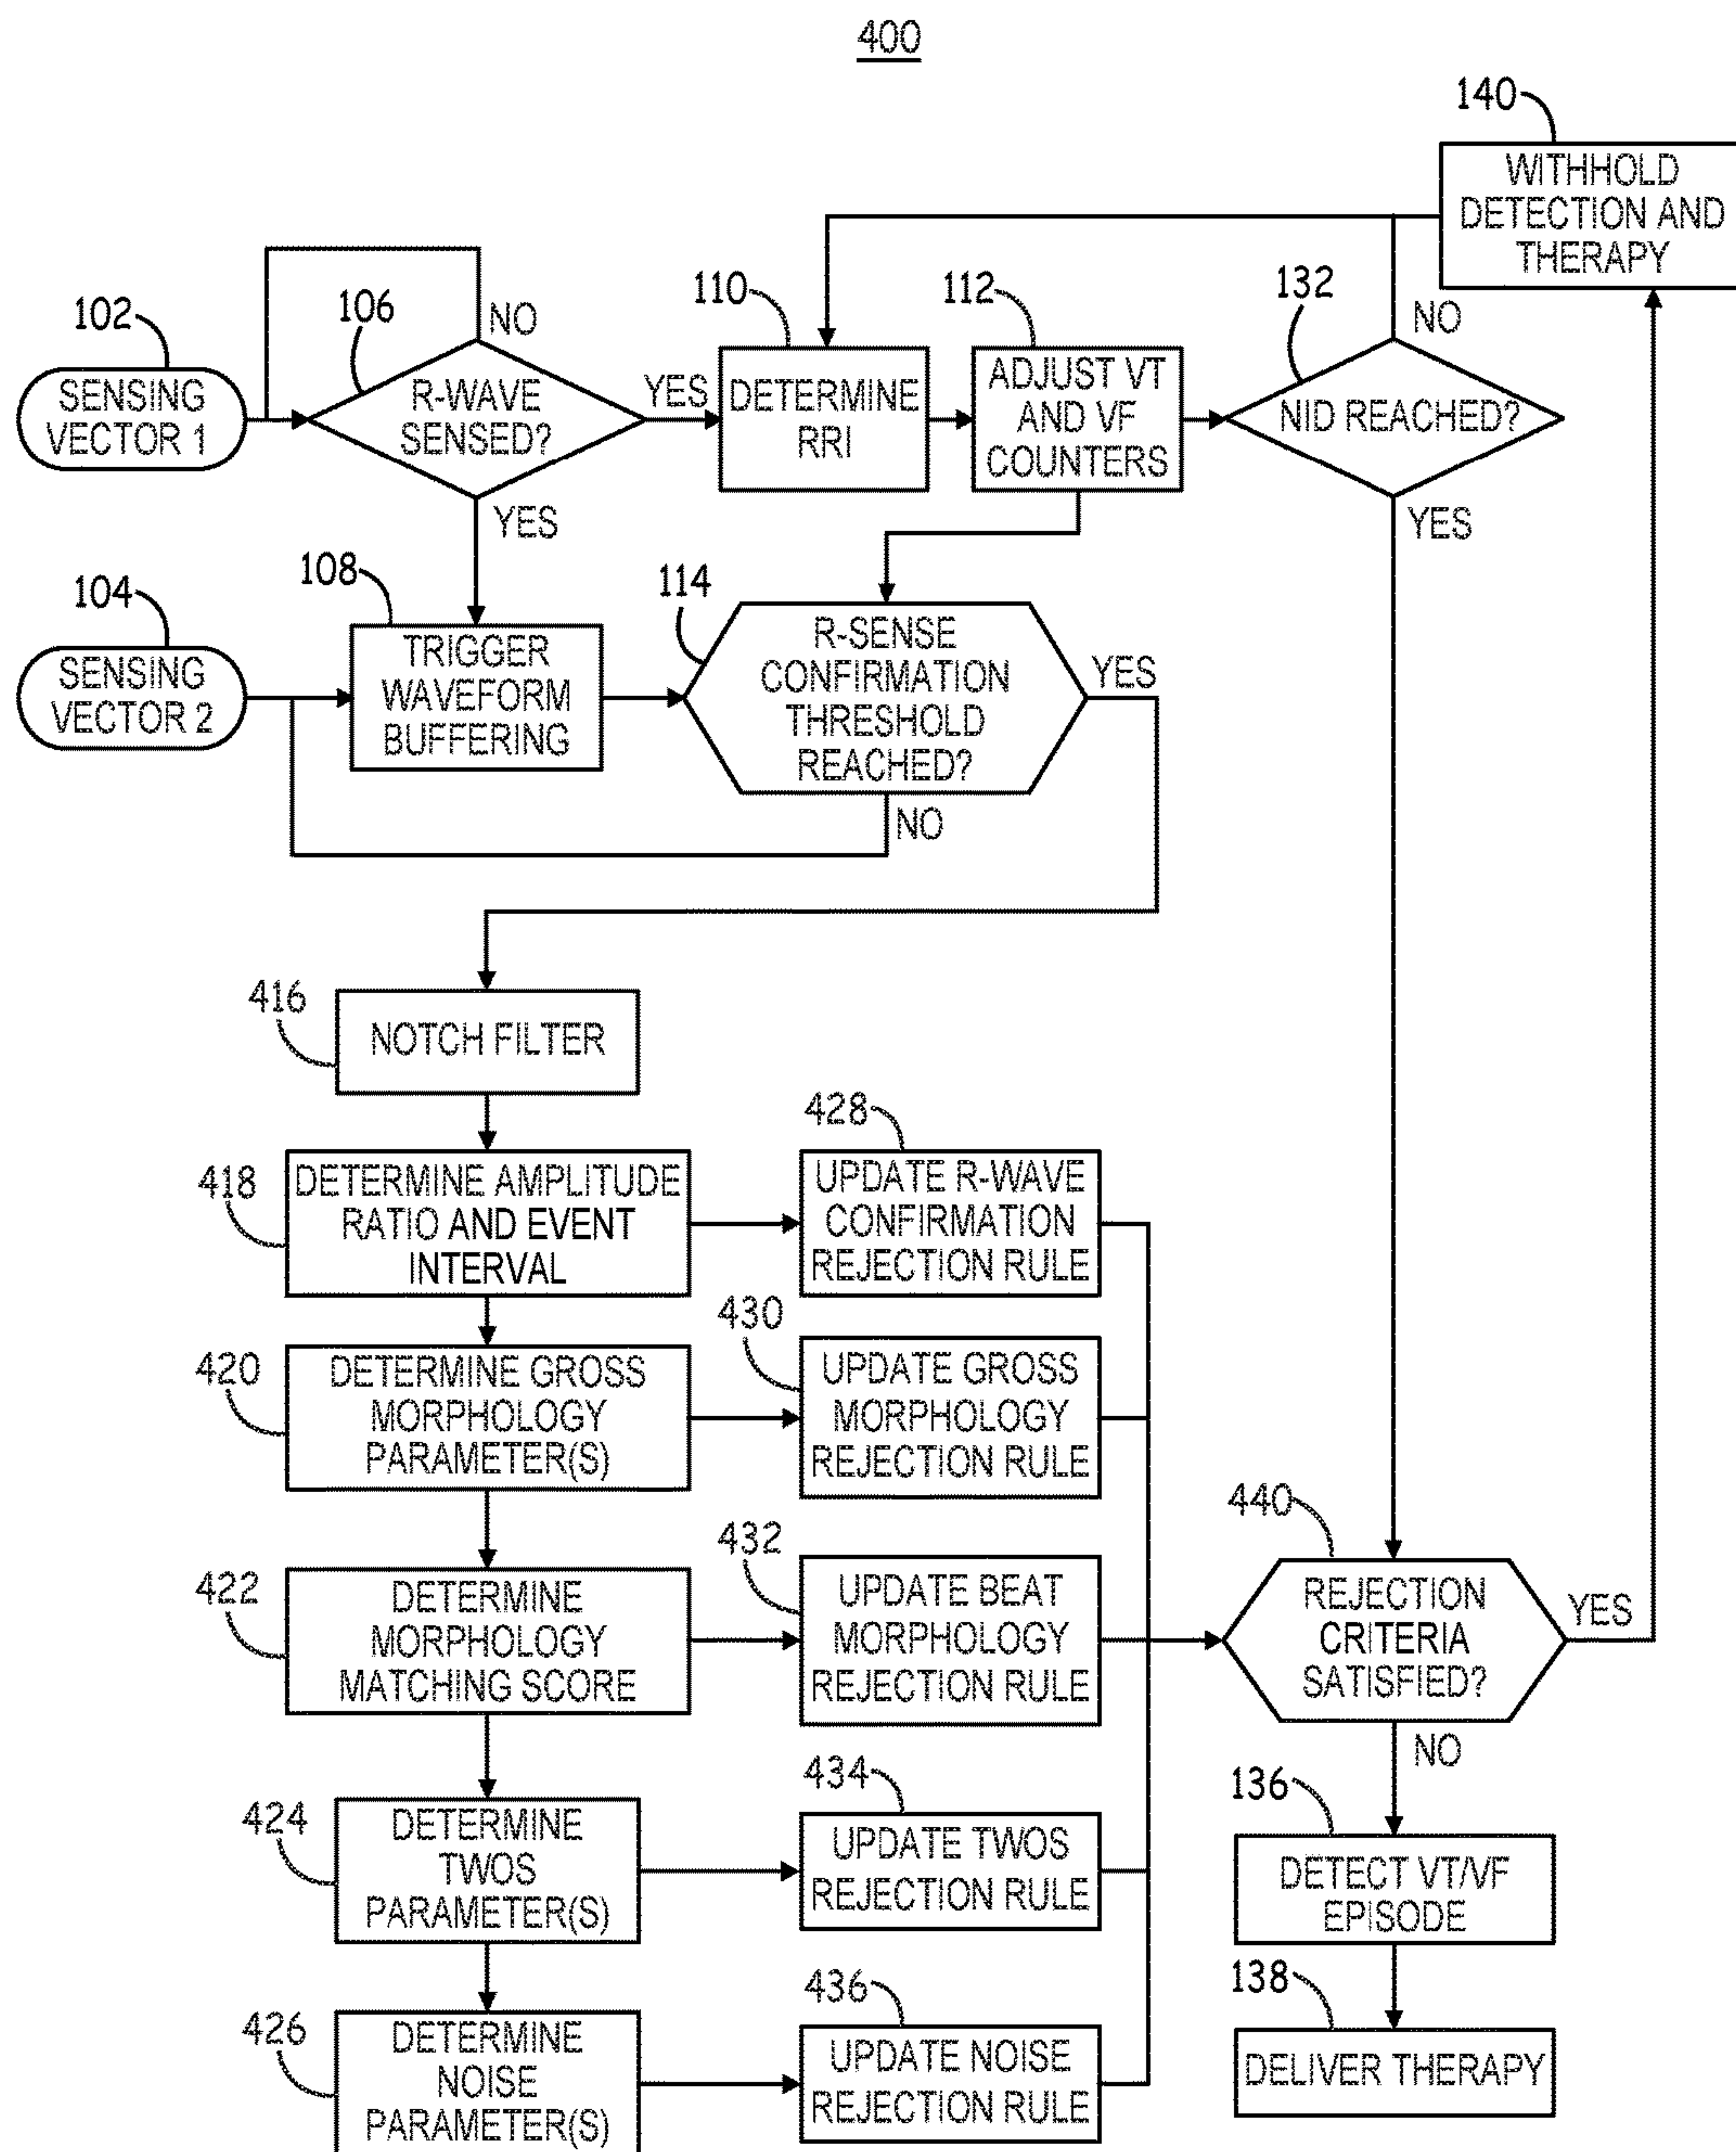 400
140
WITHHOLD
DETECTION AND
THERAPY
102
SENSING
VECTOR 1
106
NO
R-WAVE
SENSED?
YES
YES
110
DETERMINE
RRI
112
ADJUST VT
AND VF
COUNTERS
132
NO
NID REACHED?
YES
104
SENSING
VECTOR 2
108
TRIGGER
WAVEFORM
BUFFERING
114
R-SENSE
CONFIRMATION
THRESHOLD
REACHED?
YES
NO
416
NOTCH FILTER
418
DETERMINE AMPLITUDE
RATIO AND EVENT
INTERVAL
428
UPDATE R-WAVE
CONFIRMATION
REJECTION RULE
420
DETERMINE GROSS
MORPHOLOGY
PARAMETER(S)
430
UPDATE GROSS
MORPHOLOGY
REJECTION RULE
422
DETERMINE
MORPHOLOGY
MATCHING SCORE
432
UPDATE BEAT
MORPHOLOGY
REJECTION RULE
440
REJECTION
CRITERIA
SATISFIED?
YES
NO
424
DETERMINE
TWOS
PARAMETER(S)
434
UPDATE TWOS
REJECTION RULE
136
DETECT VT/VF
EPISODE
426
DETERMINE
NOISE
PARAMETER(S)
436
UPDATE NOISE
REJECTION RULE
138
DELIVER THERAPY